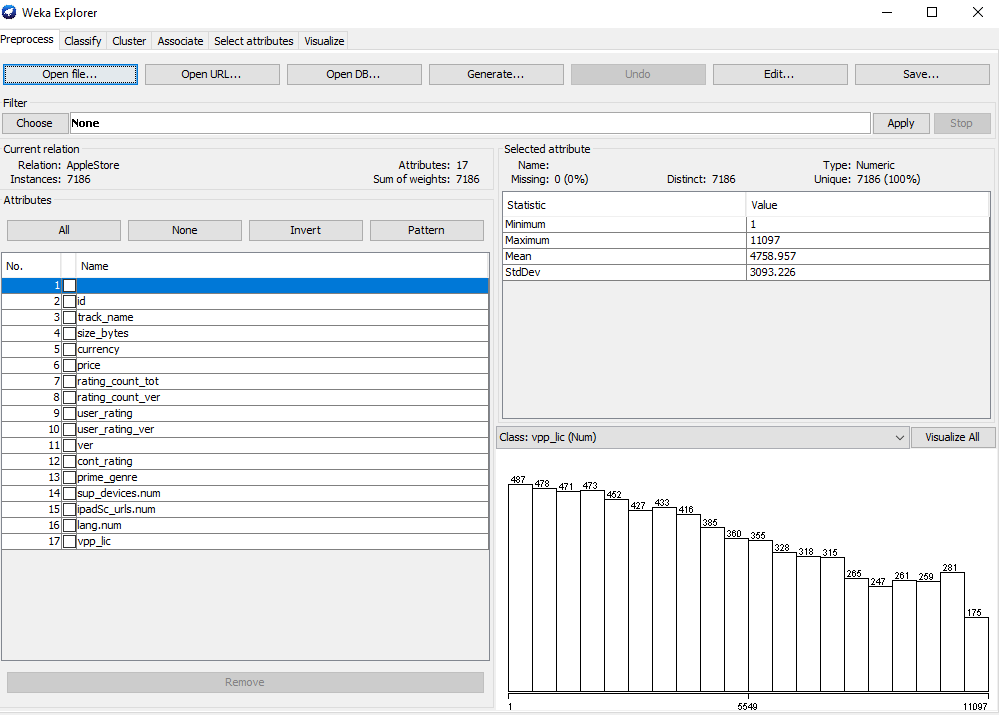 Weka Explorer
Preprocess Classify Cluster Associate Select attributes Visualize
Open file... Open URL... Open DB... Generate... Undo Edit... Save...
Filter
Choose None Apply Stop
Current relation
Relation: AppleStore Attributes: 17
Instances: 7186 Sum of weights: 7186
Attributes
All None Invert Pattern
No. Name
1
2 id
3 track_name
4 size_bytes
5 currency
6 price
7 rating_count_tot
8 rating_count_ver
9 user_rating
10 user_rating_ver
11 ver
12 cont_rating
13 prime_genre
14 sup_devices.num
15 ipadSc_urls.num
16 lang.num
17 vpp_lic
Remove
Selected attribute
Name: Type: Numeric
Missing: 0 (0%) Distinct: 7186 Unique: 7186 (100%)
Statistic Value
Minimum 1
Maximum 11097
Mean 4758.957
StdDev 3093.226
Class: vpp_lic (Num) Visualize All
487 478 471 473 452 427 433 416 385 360 355 328 318 315 265 247 261 259 281 175
1 5549 11097